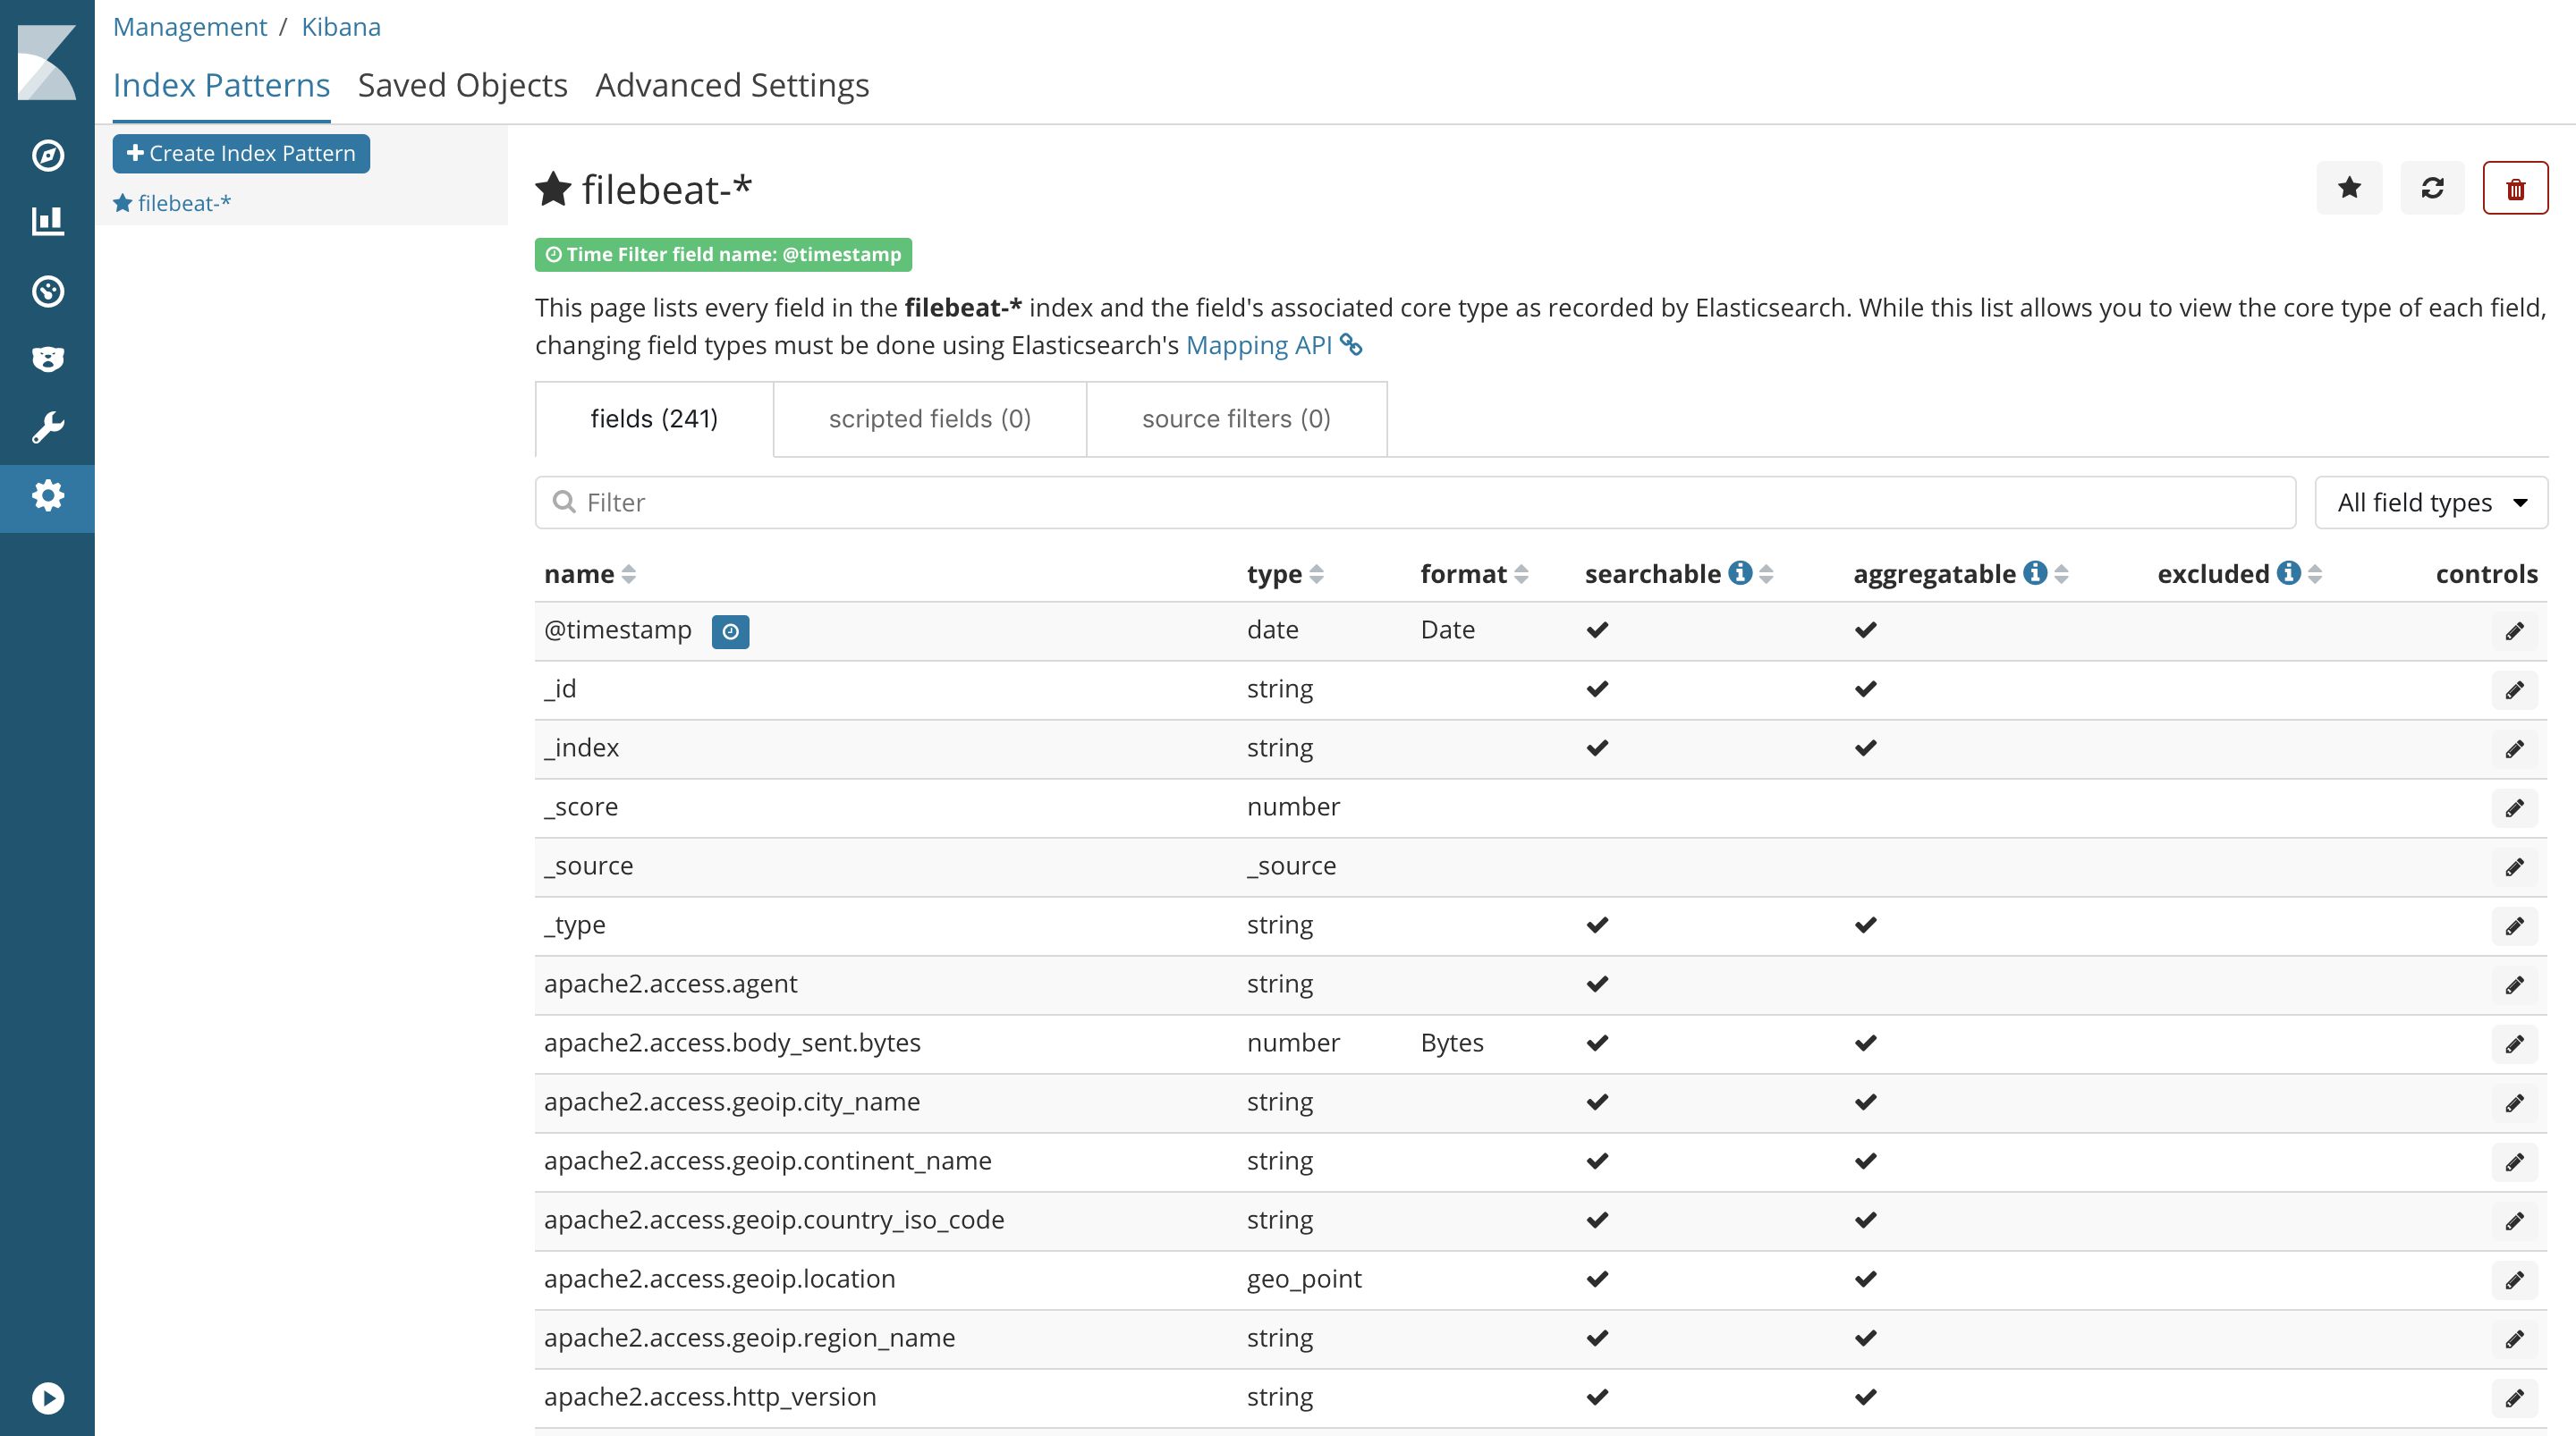 Management / Kibana
Index Patterns Saved Objects Advanced Settings
Create Index Pattern
filebeat-*
filebeat-*
Time Filter field name: @timestamp
This page lists every field in the filebeat-* index and the field's associated core type as recorded by Elasticsearch. While this list allows you to view the core type of each field,
changing field types must be done using Elasticsearch's Mapping API
fields (241) scripted fields (0) source filters (0)
Filter All field types
name type format searchable aggregatable excluded controls
@timestamp date Date
_id string
_index string
_score number
_source _source
_type string
apache2.access.agent string
apache2.access.body_sent.bytes number Bytes
apache2.access.geoip.city_name string
apache2.access.geoip.continent_name string
apache2.access.geoip.country_iso_code string
apache2.access.geoip.location geo_point
apache2.access.geoip.region_name string
apache2.access.http_version string